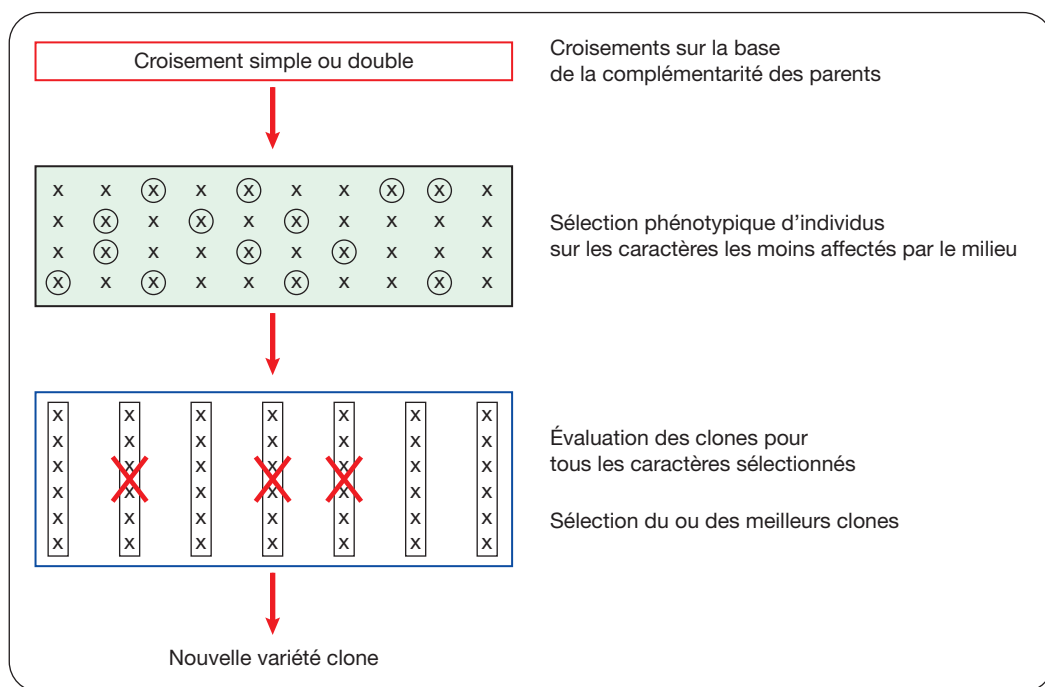 Croisement simple ou double
Croisements sur la base
de la complémentarité des parents
x x x x x x x x x x
x x x x x x x x x x
x x x x x x x x x x
x x x x x x x x x x
Sélection phénotypique d'individus
sur les caractères les moins affectés par le milieu
x x x x x x x
x x x x x x x
x x x x x x x
x x x x x x x
x x x x x x x
x x x x x x x
Évaluation des clones pour
tous les caractères sélectionnés
Sélection du ou des meilleurs clones
Nouvelle variété clone